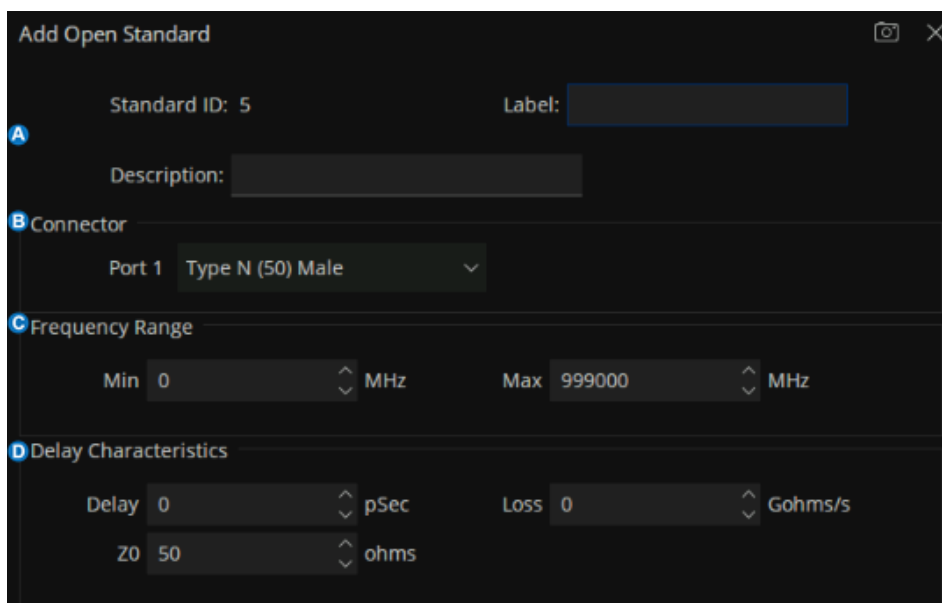 Add Open Standard
Standard ID: 5 Label:
A
Description:
B Connector
Port 1 Type N (50) Male
C Frequency Range
Min 0 MHz Max 999000 MHz
D Delay Characteristics
Delay 0 pSec Loss 0 Gohms/s
Z0 50 ohms